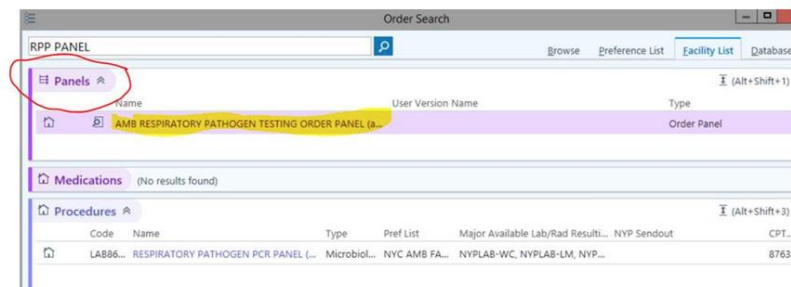 Order Search
RPP PANEL
Browse Preference List Facility List Database
Panels (Alt+Shift+1)
Name User Version Name Type
AMB RESPIRATORY PATHOGEN TESTING ORDER PANEL (a... Order Panel
Medications (No results found)
Procedures (Alt+Shift+3)
Code Name Type Pref List Major Available Lab/Rad Resulti... NYP Sendout CPT...
LAB86... RESPIRATORY PATHOGEN PCR PANEL (... Microbiol... NYC AMB FA... NYPLAB-WC, NYPLAB-LM, NYP... 8763